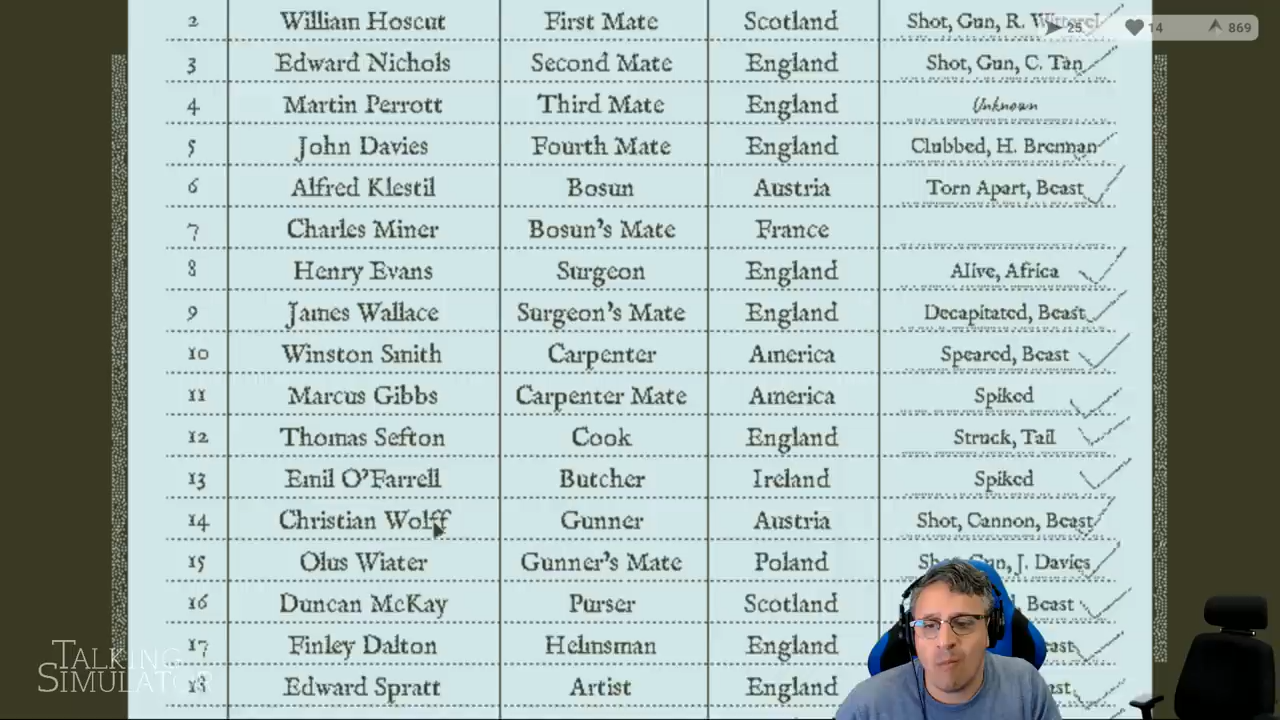 25 14 869
2 William Hoscut First Mate Scotland Shot, Gun, R.
3 Edward Nichols Second Mate England Shot, Gun, C. Tan
4 Martin Perrott Third Mate England Unknown
5 John Davies Fourth Mate England Clubbed, H. Brennan
6 Alfred Klestil Bosun Austria Torn Apart, Beast
7 Charles Miner Bosun's Mate France
8 Henry Evans Surgeon England Alive, Africa
9 James Wallace Surgeon's Mate England Decapitated, Beast
10 Winston Smith Carpenter America Speared, Beast
11 Marcus Gibbs Carpenter Mate America Spiked
12 Thomas Sefton Cook England Struck, Tail
13 Emil O'Farrell Butcher Ireland Spiked
14 Christian Wolff Gunner Austria Shot, Cannon, Beast
15 Olus Wiater Gunner's Mate Poland J. Davies
16 Duncan McKay Purser Scotland Beast
17 Finley Dalton Helmsman England
18 Edward Spratt Artist England
TALKING
SIMULATOR